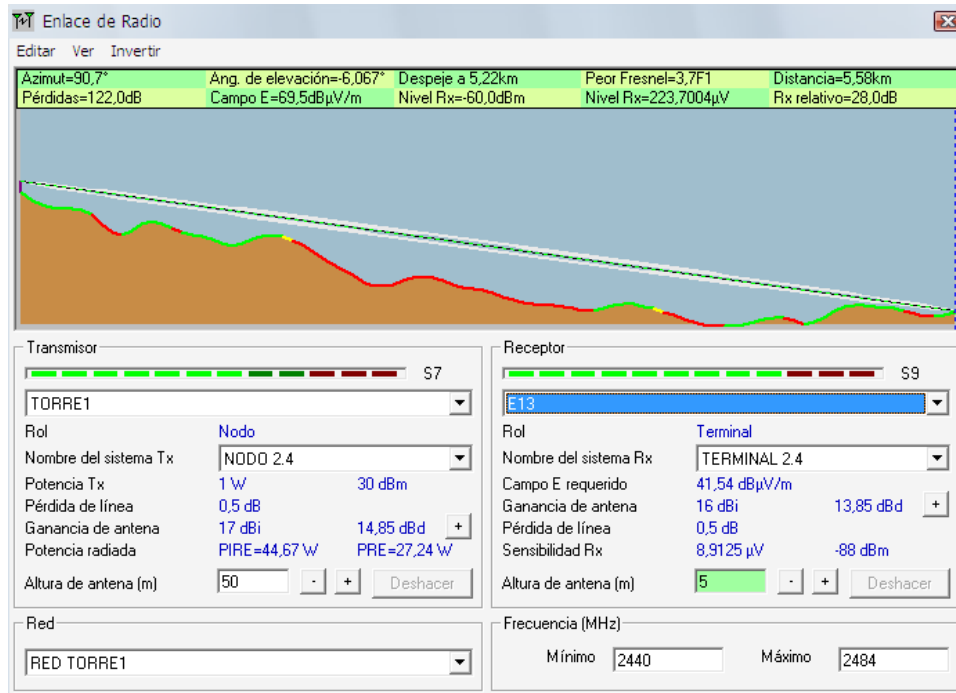 Enlace de Radio
Editar Ver Invertir
Azimut=90,7° Ang. de elevación=-6,067° Despeje a 5,22km Peor Fresnel=3,7F1 Distancia=5,58km
Pérdidas=122,0dB Campo E=69,5dBµV/m Nivel Rx=-60,0dBm Nivel Rx=223,7004µV Rx relativo=28,0dB
Transmisor
S7
TORRE1
Rol Nodo
Nombre del sistema Tx NODO 2.4
Potencia Tx 1 W 30 dBm
Pérdida de línea 0,5 dB
Ganancia de antena 17 dBi 14,85 dBd +
Potencia radiada PIRE=44,67 W PRE=27,24 W
Altura de antena (m) 50 - + Deshacer
Red
RED TORRE1
Receptor
S9
E13
Rol Terminal
Nombre del sistema Rx TERMINAL 2.4
Campo E requerido 41,54 dBµV/m
Ganancia de antena 16 dBi 13,85 dBd +
Pérdida de línea 0,5 dB
Sensibilidad Rx 8,9125 µV -88 dBm
Altura de antena (m) 5 - + Deshacer
Frecuencia (MHz)
Mínimo 2440 Máximo 2484